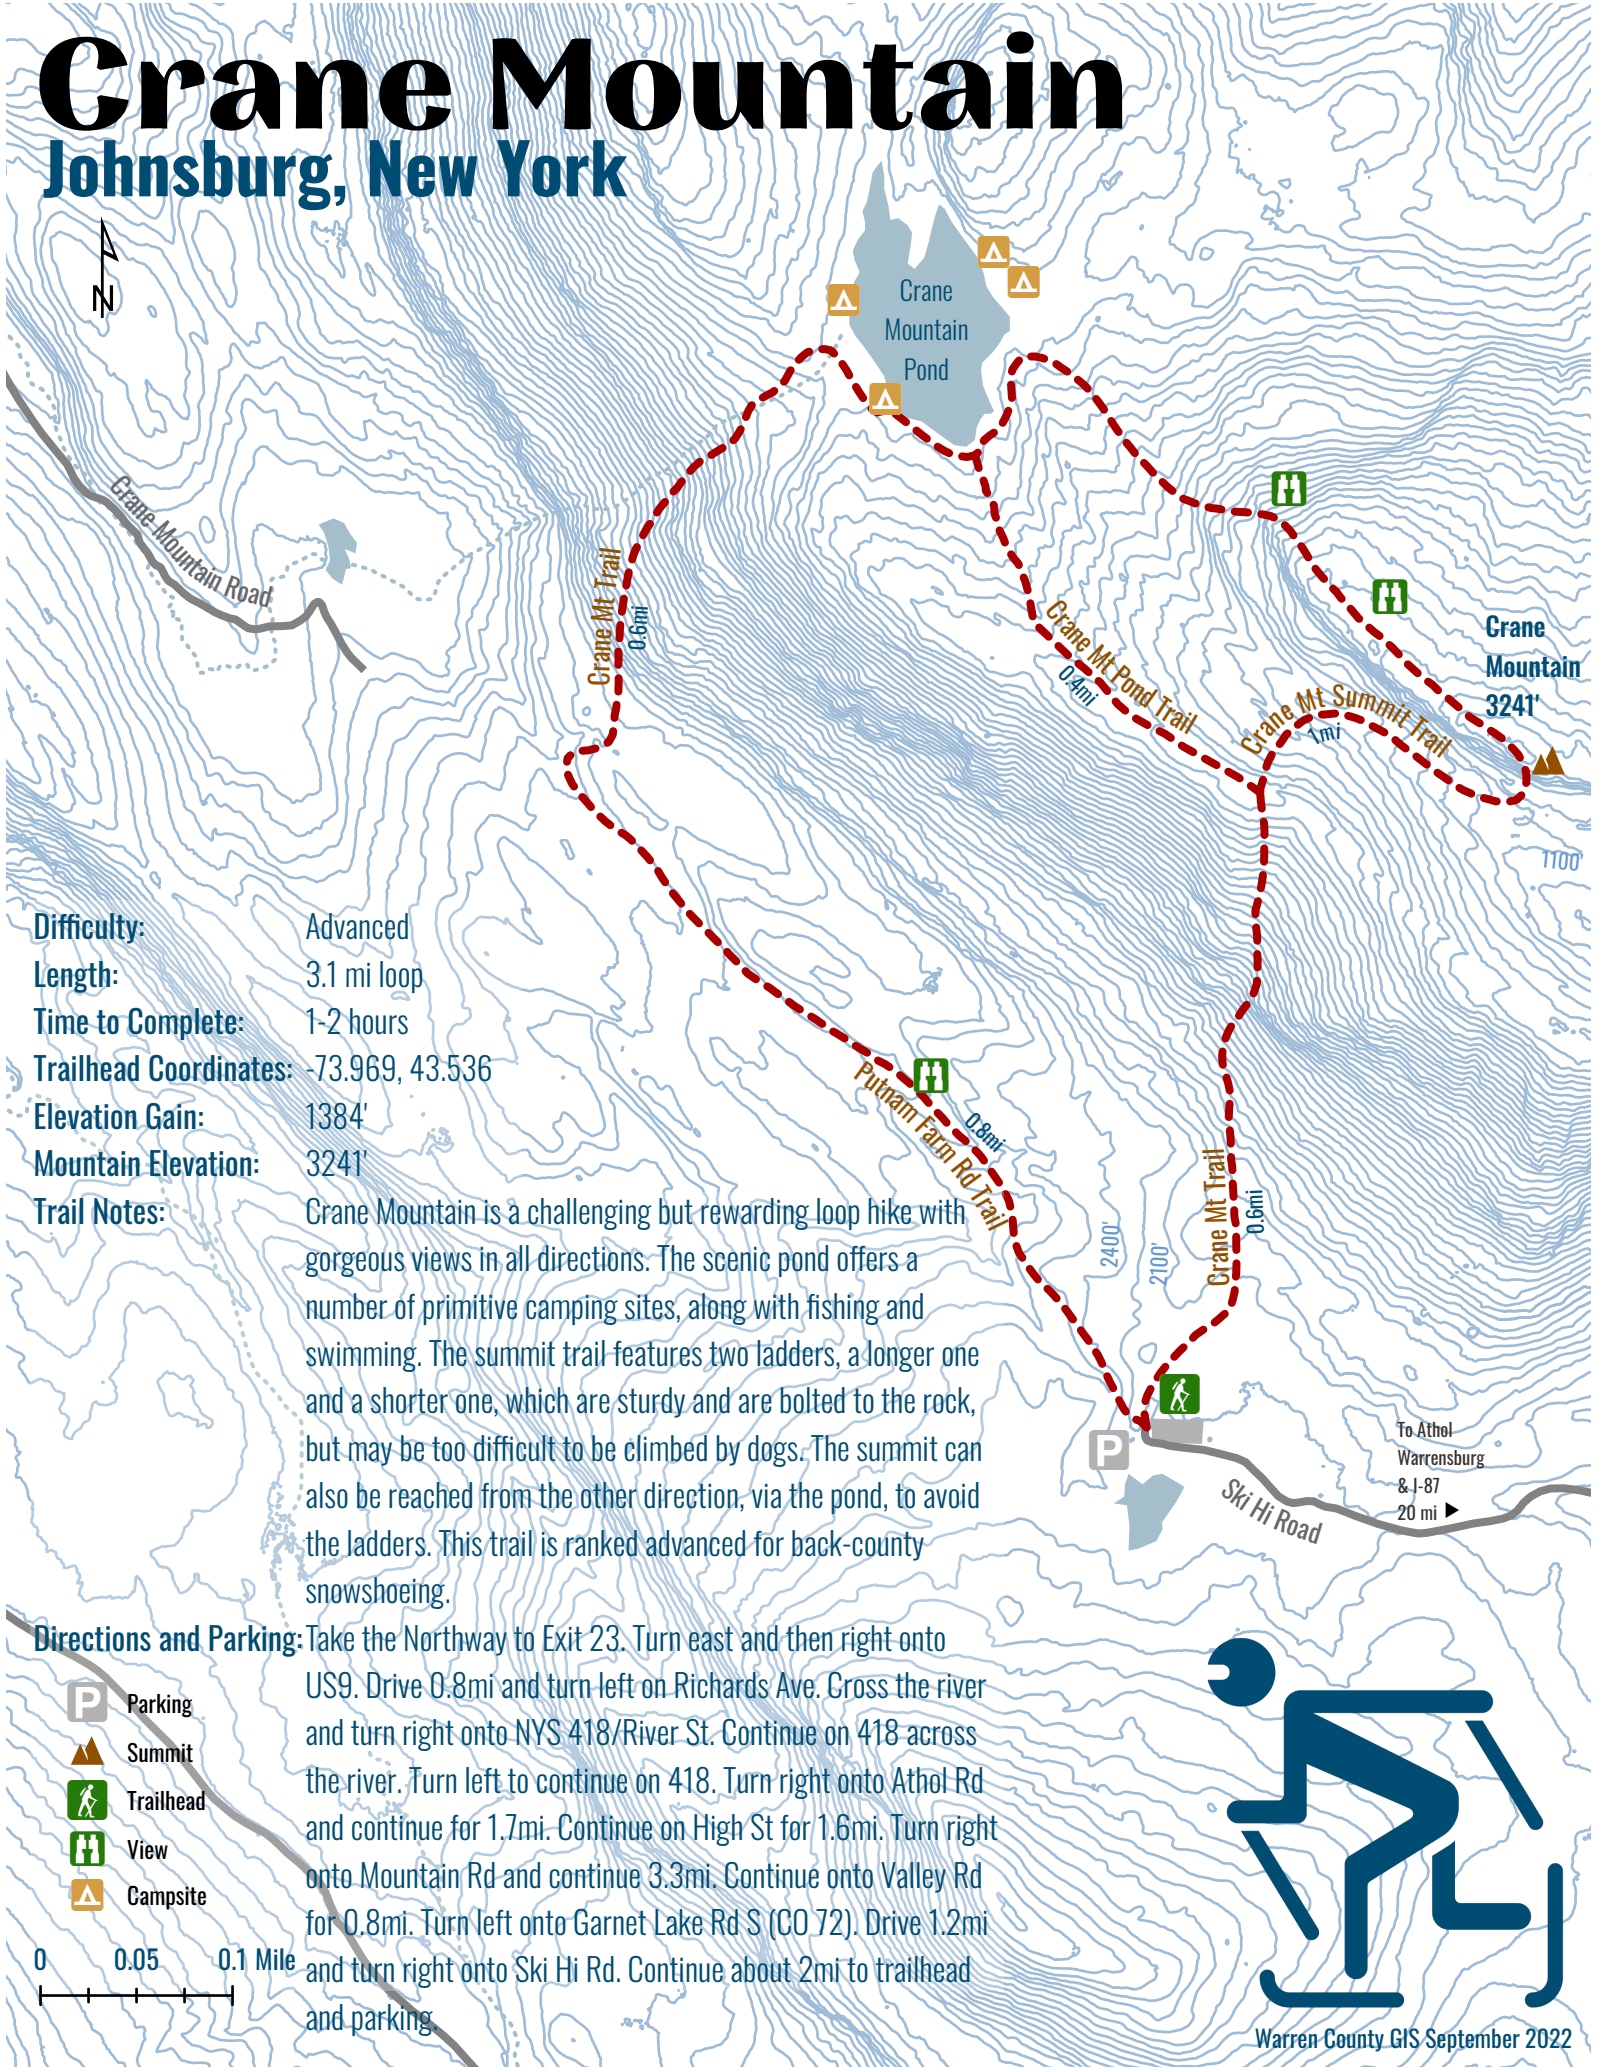 Crane Mountain
Johnsburg, New York
N
Crane
Mountain
Pond
Crane Mountain Road
Crane Mt Trail
0.6mi
Crane Mt Pond Trail
0.4mi
Crane Mt Summit Trail
1mi
Crane
Mountain
3241'
1100'
Difficulty: Advanced
Length: 3.1 mi loop
Time to Complete: 1-2 hours
Trailhead Coordinates: -73.969, 43.536
Elevation Gain: 1384'
Mountain Elevation: 3241'
Trail Notes: Crane Mountain is a challenging but rewarding loop hike with
gorgeous views in all directions. The scenic pond offers a
number of primitive camping sites, along with fishing and
swimming. The summit trail features two ladders, a longer one
and a shorter one, which are sturdy and are bolted to the rock,
but may be too difficult to be climbed by dogs. The summit can
also be reached from the other direction, via the pond, to avoid
the ladders. This trail is ranked advanced for back-county
snowshoeing.
Putnam Farm Rd Trail
0.8mi
2400'
2100'
Crane Mt Trail
0.6mi
P
Ski Hi Road
To Athol
Warrensburg
& I-87
20 mi
Directions and Parking: Take the Northway to Exit 23. Turn east and then right onto
US9. Drive 0.8mi and turn left on Richards Ave. Cross the river
and turn right onto NYS 418/River St. Continue on 418 across
the river. Turn left to continue on 418. Turn right onto Athol Rd
and continue for 1.7mi. Continue on High St for 1.6mi. Turn right
onto Mountain Rd and continue 3.3mi. Continue onto Valley Rd
for 0.8mi. Turn left onto Garnet Lake Rd S (CO 72). Drive 1.2mi
and turn right onto Ski Hi Rd. Continue about 2mi to trailhead
and parking.
P Parking
Summit
Trailhead
View
Campsite
0 0.05 0.1 Mile
Warren County GIS September 2022